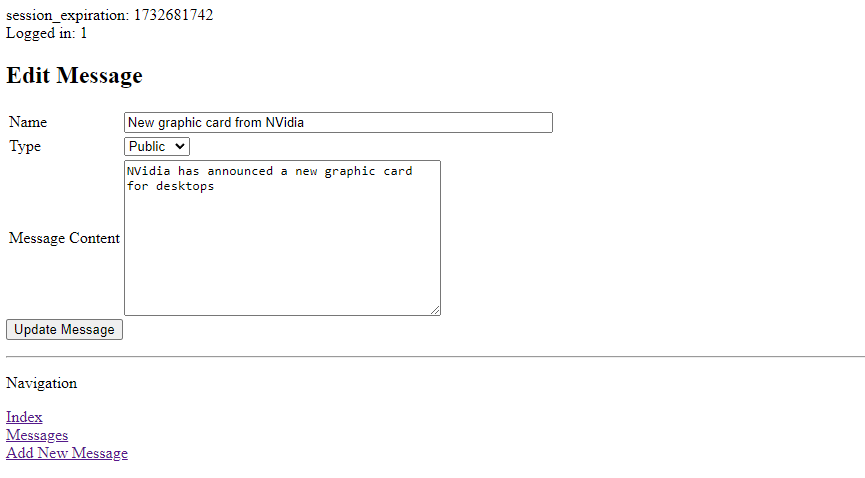 session_expiration: 1732681742
Logged in: 1
Edit Message
Name New graphic card from NVidia
Type Public
Message Content NVidia has announced a new graphic card
for desktops
Update Message
Navigation
Index
Messages
Add New Message